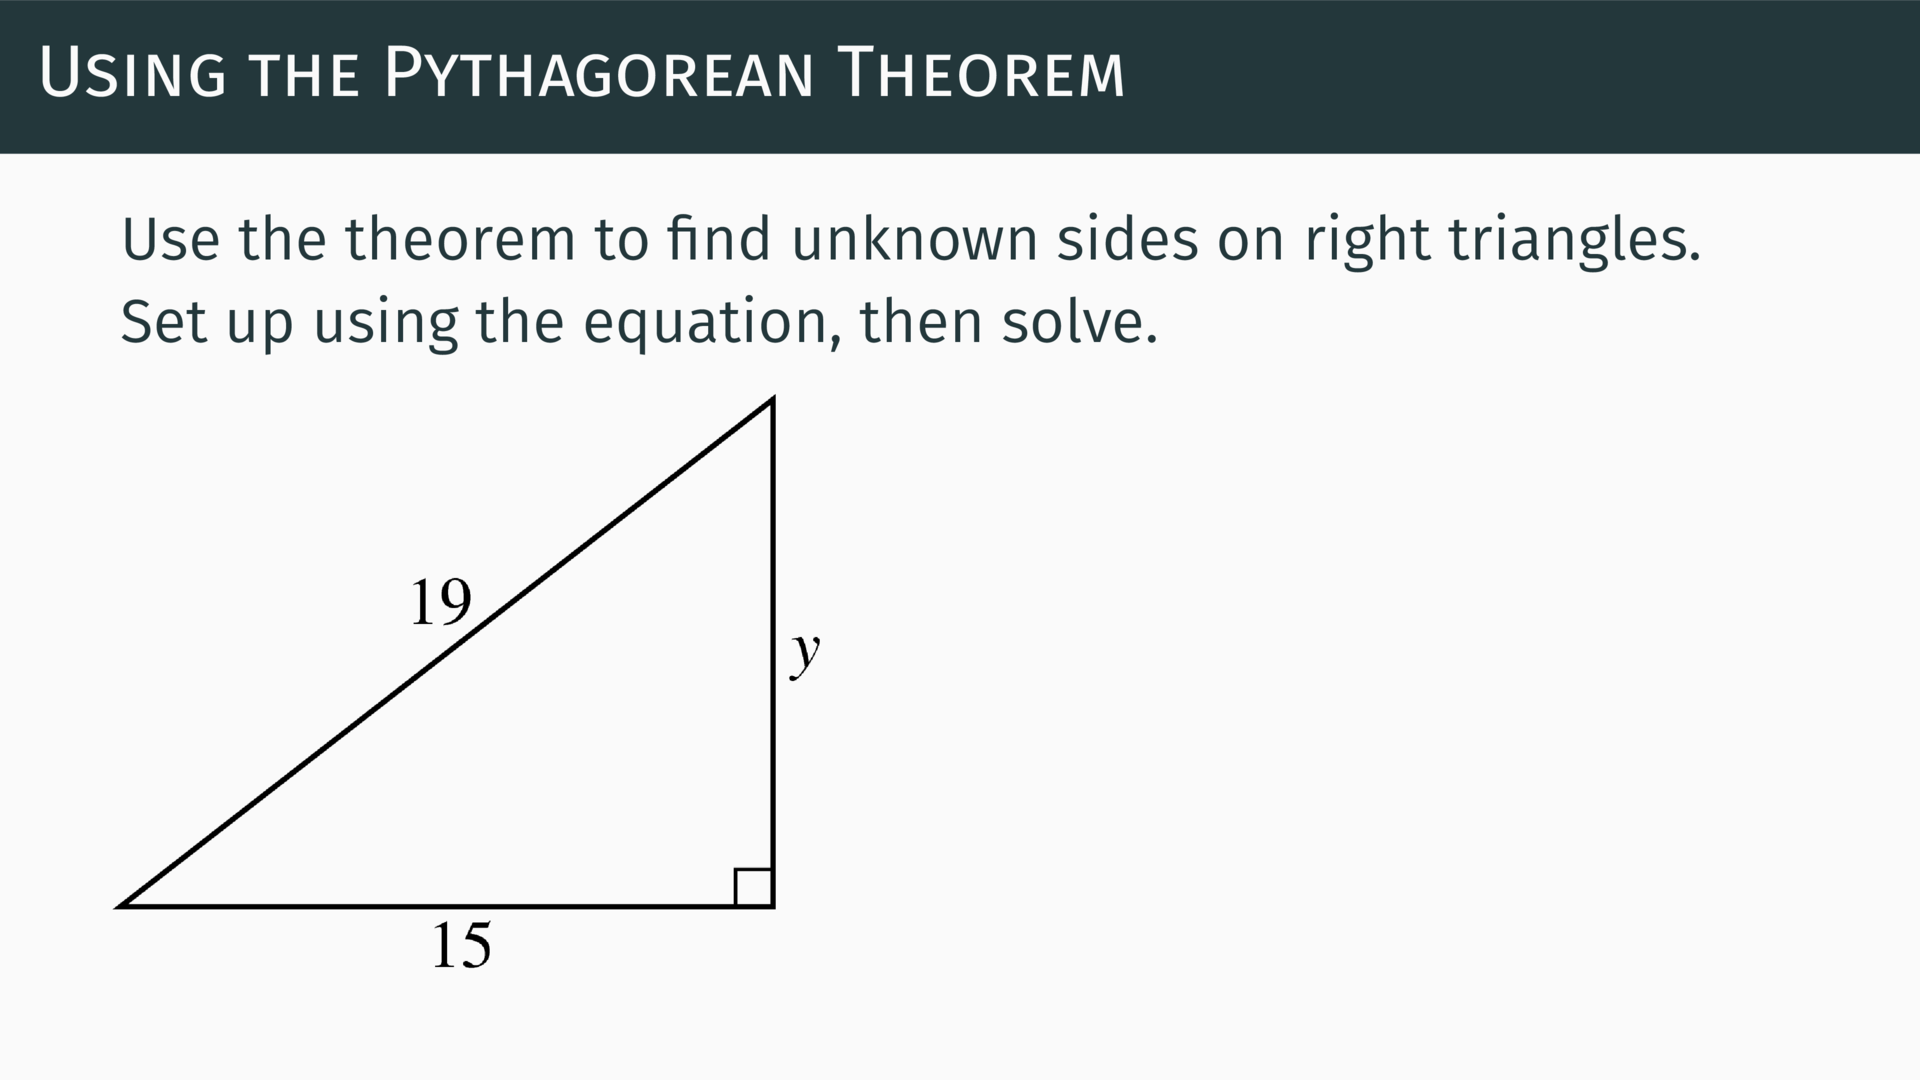 Using the Pythagorean Theorem
Use the theorem to find unknown sides on right triangles.
Set up using the equation, then solve.
19
y
15